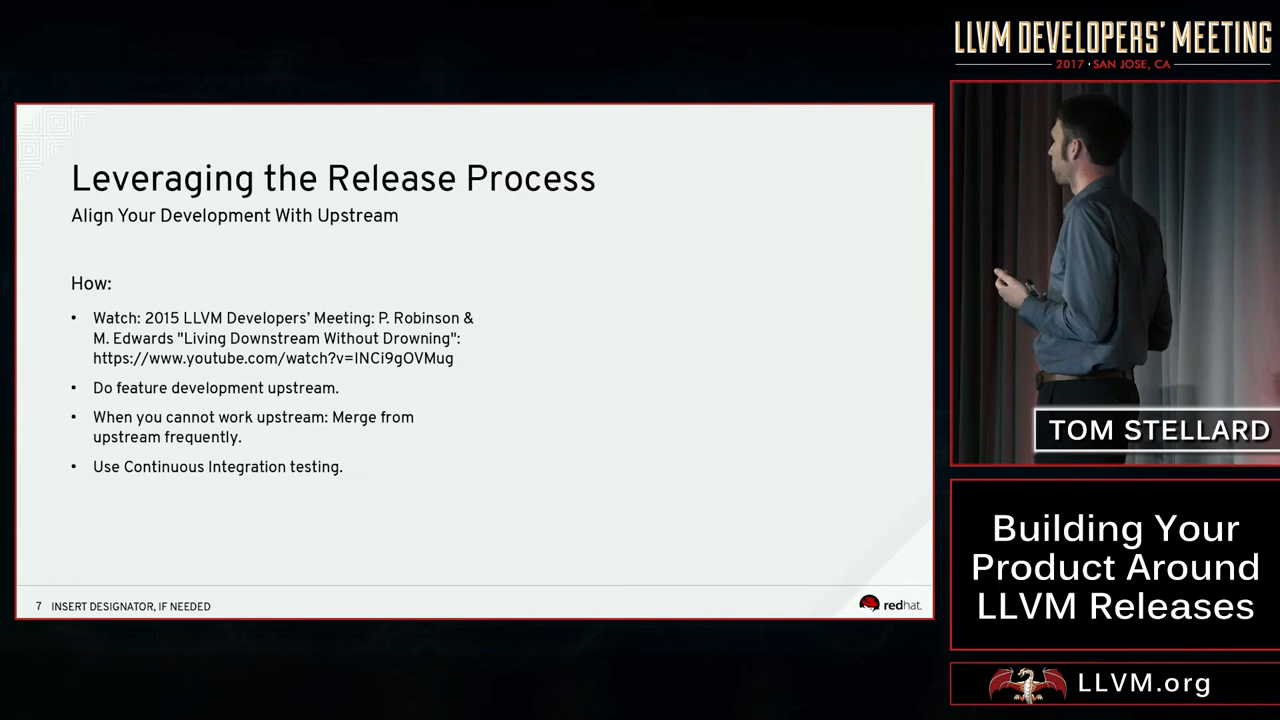 LLVM DEVELOPERS' MEETING
2017 · SAN JOSE, CA
Leveraging the Release Process
Align Your Development With Upstream
How:
• Watch: 2015 LLVM Developers’ Meeting: P. Robinson &
M. Edwards "Living Downstream Without Drowning":
https://www.youtube.com/watch?v=INCi9gOVMug
• Do feature development upstream.
• When you cannot work upstream: Merge from
upstream frequently.
• Use Continuous Integration testing.
7 INSERT DESIGNATOR, IF NEEDED
redhat.
TOM STELLARD
Building Your
Product Around
LLVM Releases
LLVM.org